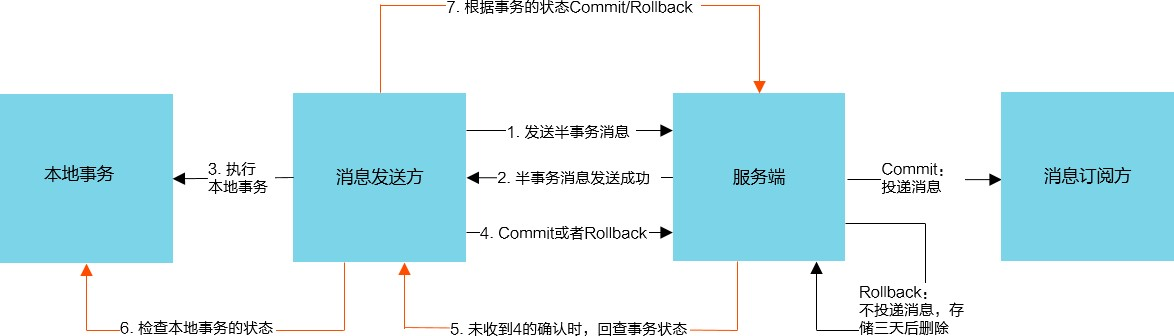 7. 根据事务的状态Commit/Rollback
本地事务
3. 执行
本地事务
消息发送方
1. 发送半事务消息
2. 半事务消息发送成功
4. Commit或者Rollback
服务端
Commit：
投递消息
消息订阅方
Rollback：
不投递消息，存
储三天后删除
6. 检查本地事务的状态
5. 未收到4的确认时，回查事务状态